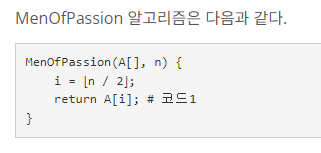 MenOfPassion 알고리즘은 다음과 같다.
MenOfPassion(A[], n) {
    i = ⌊n / 2⌋;
    return A[i]; # 코드1
}